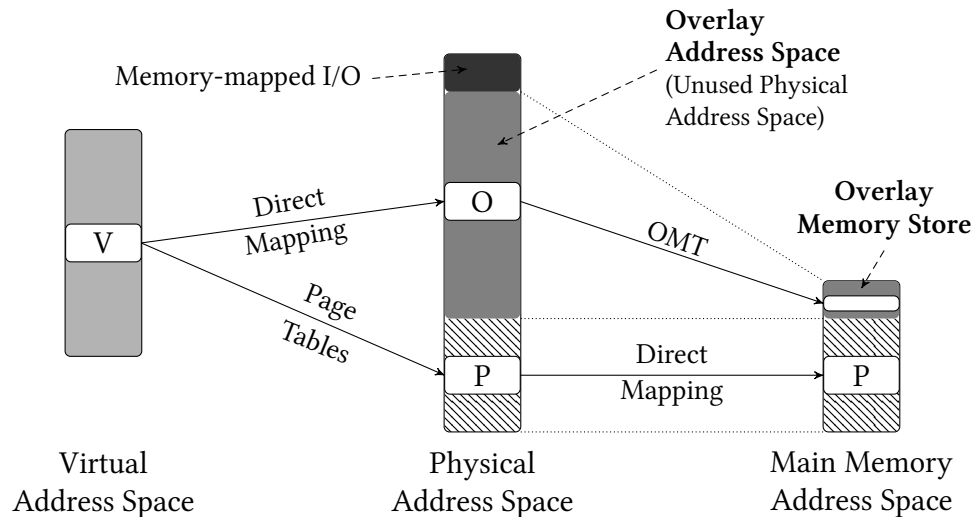 Overlay
Address Space
(Unused Physical
Address Space)
Memory-mapped I/O
Overlay
Memory Store
V
O
Direct
Mapping
OMT
Page
Tables
P
Direct
Mapping
P
Virtual
Address Space
Physical
Address Space
Main Memory
Address Space